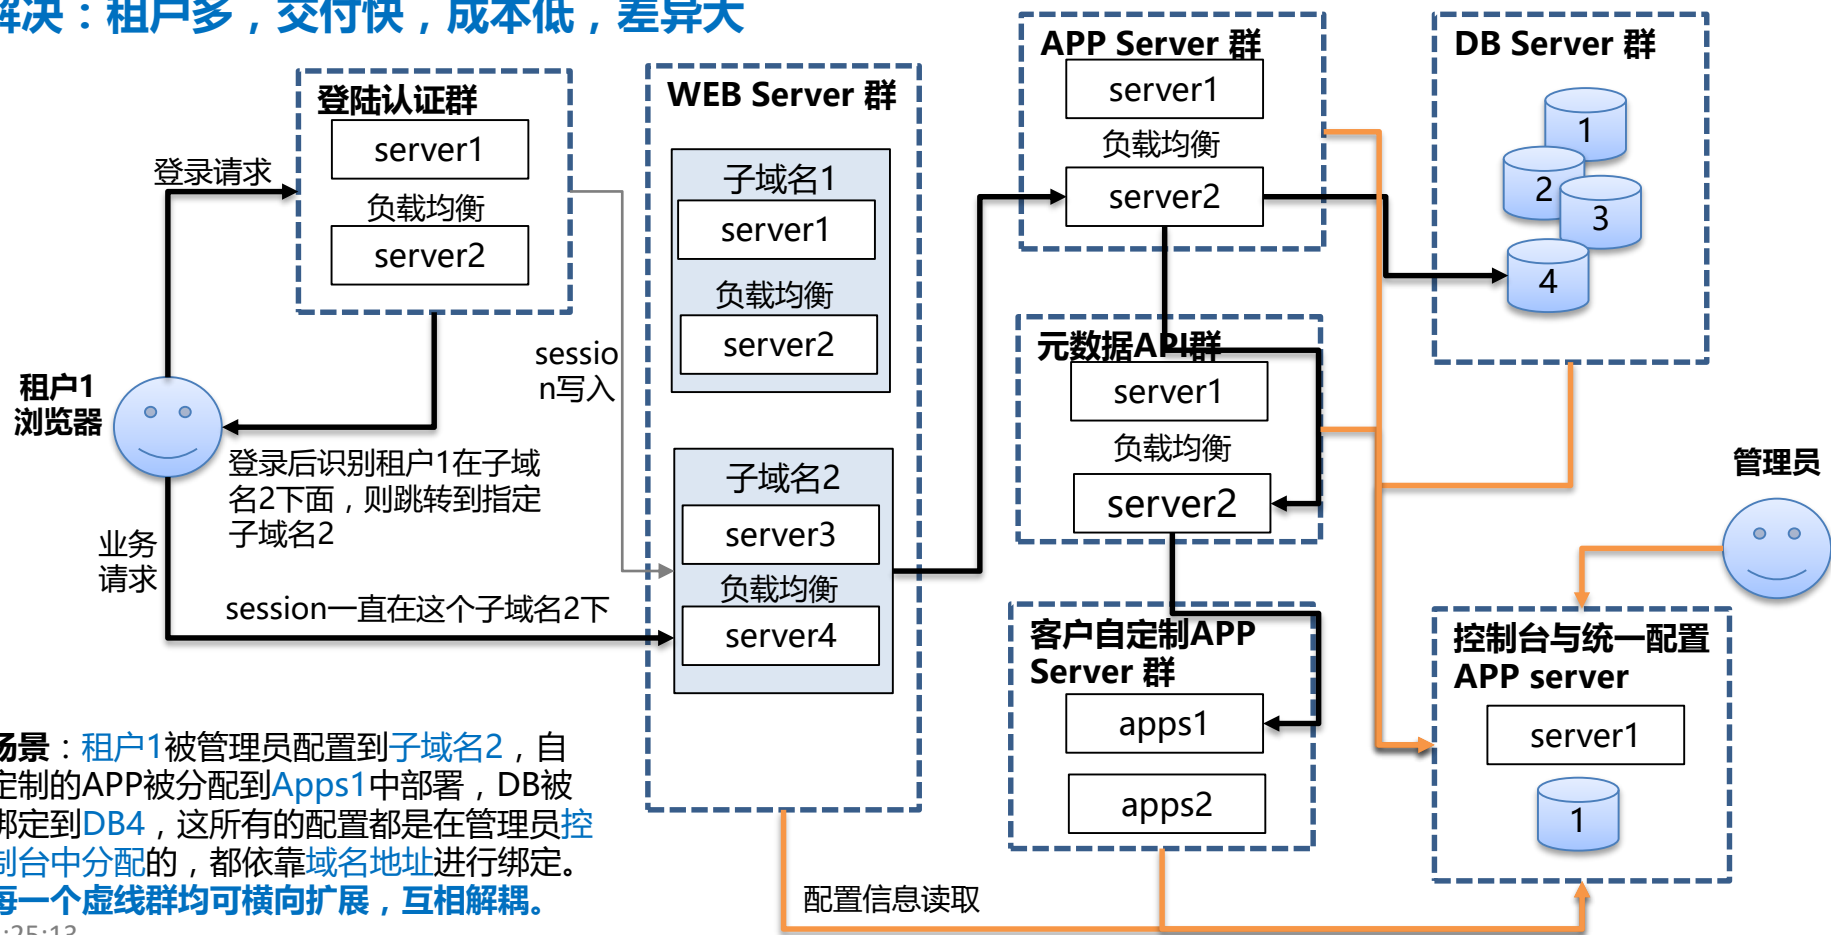 解决：租户多，交付快，成本低，差异大
登陆认证群
server1
负载均衡
server2
登录请求
租户1
浏览器
登录后识别租户1在子域
名2下面，则跳转到指定
子域名2
业务
请求
session一直在这个子域名2下
sessio
n写入
WEB Server 群
子域名1
server1
负载均衡
server2
子域名2
server3
负载均衡
server4
APP Server 群
server1
负载均衡
server2
元数据API群
server1
负载均衡
server2
客户自定制APP
Server 群
apps1
apps2
DB Server 群
1
2
3
4
管理员
控制台与统一配置
APP server
server1
1
配置信息读取
场景：租户1被管理员配置到子域名2，自
定制的APP被分配到Apps1中部署，DB被
绑定到DB4，这所有的配置都是在管理员控
制台中分配的，都依靠域名地址进行绑定。
每一个虚线群均可横向扩展，互相解耦。
:25:13